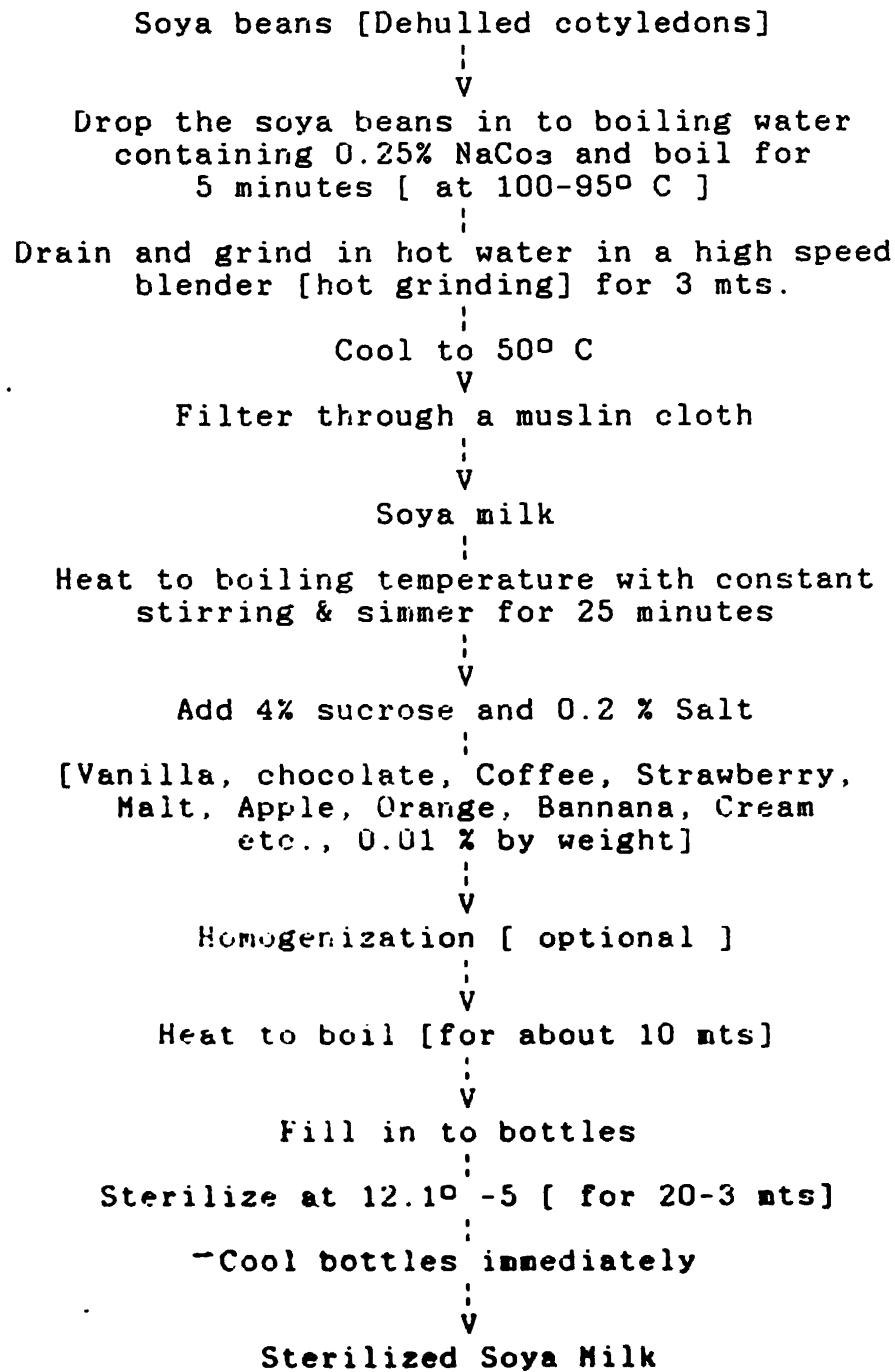 Soya beans [Dehulled cotyledons]
V
Drop the soya beans in to boiling water
containing 0.25% NaCo₃ and boil for
5 minutes [ at 100-95º C ]
Drain and grind in hot water in a high speed
blender [hot grinding] for 3 mts.
Cool to 50º C
V
Filter through a muslin cloth
V
Soya milk
Heat to boiling temperature with constant
stirring & simmer for 25 minutes
V
Add 4% sucrose and 0.2 % Salt
[Vanilla, chocolate, Coffee, Strawberry,
Malt, Apple, Orange, Bannana, Cream
etc., 0.01 % by weight]
V
Homogenization [ optional ]
V
Heat to boil [for about 10 mts]
V
Fill in to bottles
Sterilize at 12.1º -5 [ for 20-3 mts]
Cool bottles immediately
V
Sterilized Soya Milk